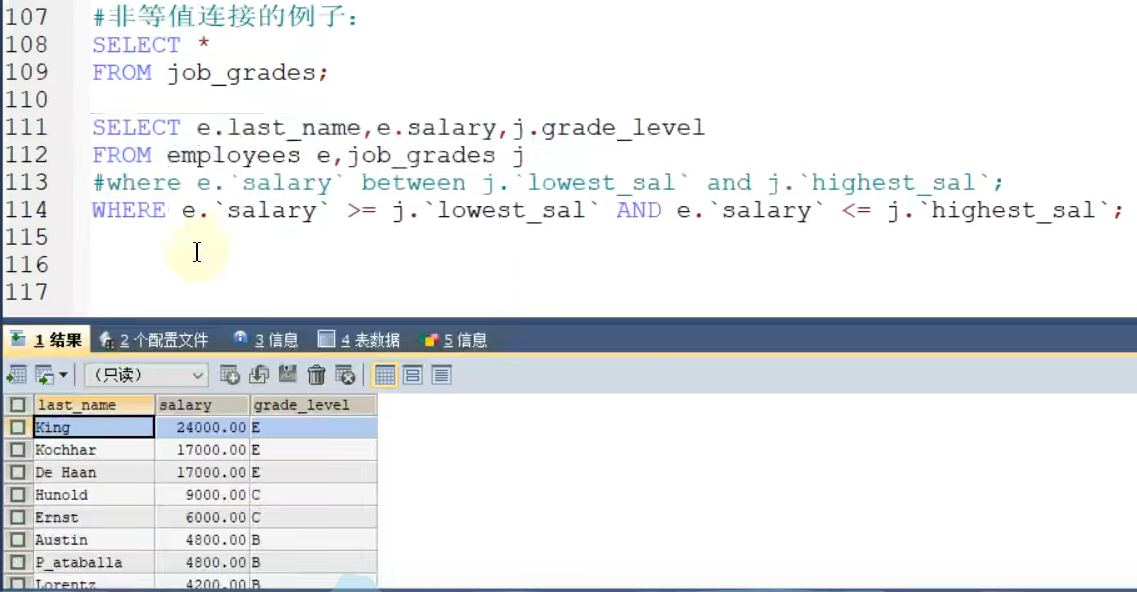 107 #非等值连接的例子：
108 SELECT *
109 FROM job_grades;
110
111 SELECT e.last_name,e.salary,j.grade_level
112 FROM employees e,job_grades j
113 #where e.`salary` between j.`lowest_sal` and j.`highest_sal`;
114 WHERE e.`salary` >= j.`lowest_sal` AND e.`salary` <= j.`highest_sal`;
115
116
117
1 结果 2 个配置文件 3 信息 4 表数据 5 信息
（只读）
last_name salary grade_level
King 24000.00 E
Kochhar 17000.00 E
De Haan 17000.00 E
Hunold 9000.00 C
Ernst 6000.00 C
Austin 4800.00 B
P_ataballa 4800.00 B
Lorentz 4200.00 B